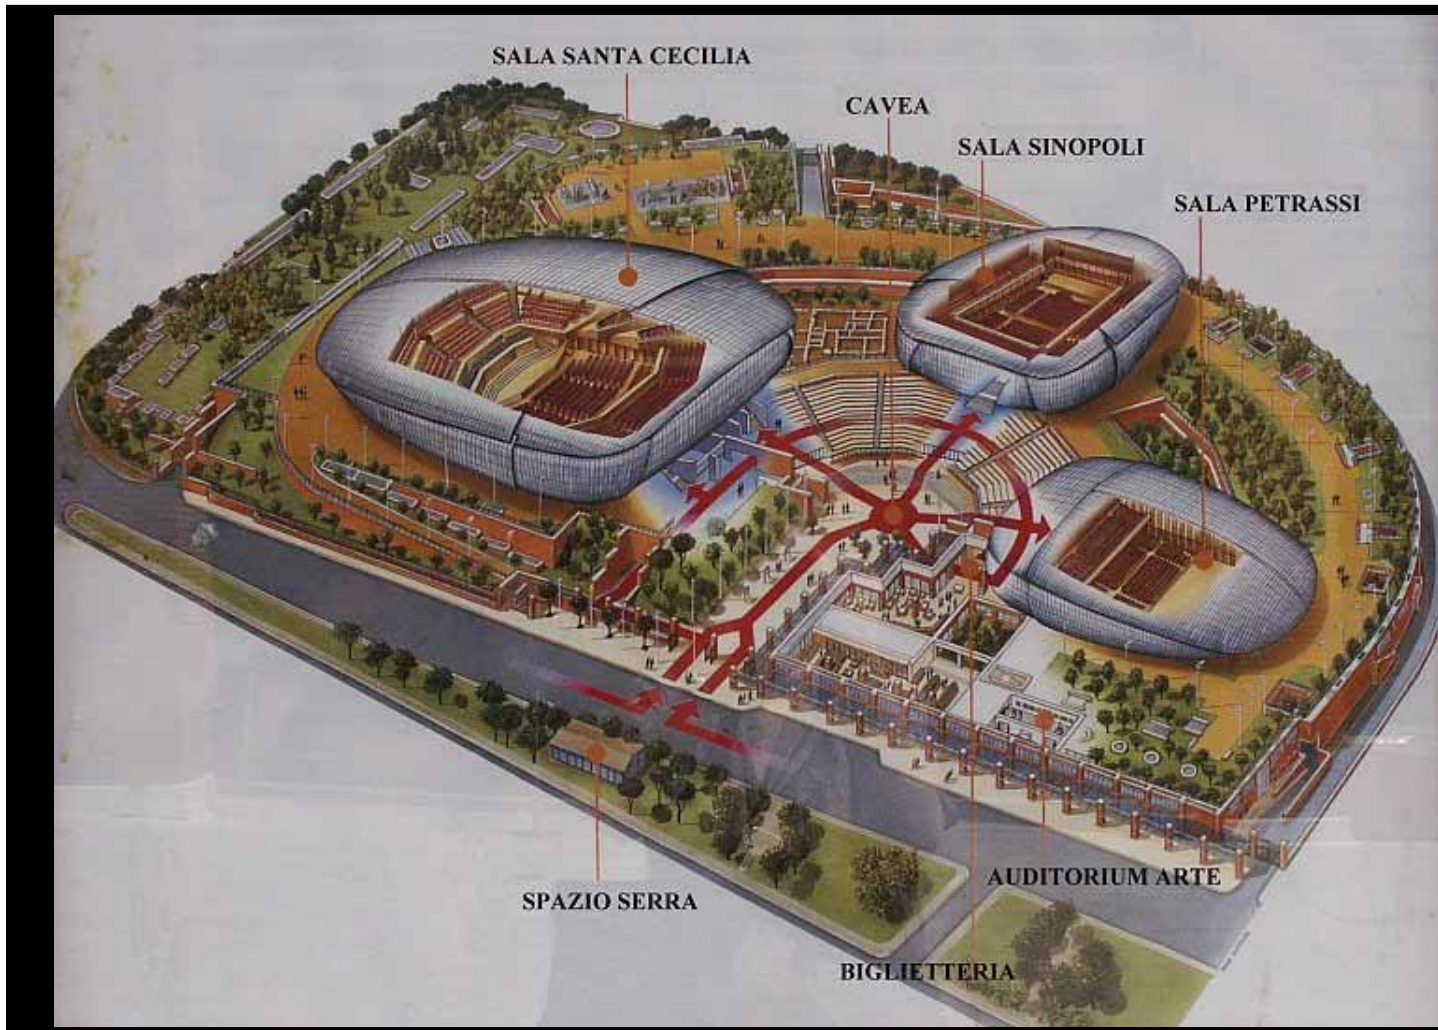 SALA SANTA CECILIA
CAVEA
SALA SINOPOLI
SALA PETRASSI
SPAZIO SERRA
AUDITORIUM ARTE
BIGLIETTERIA